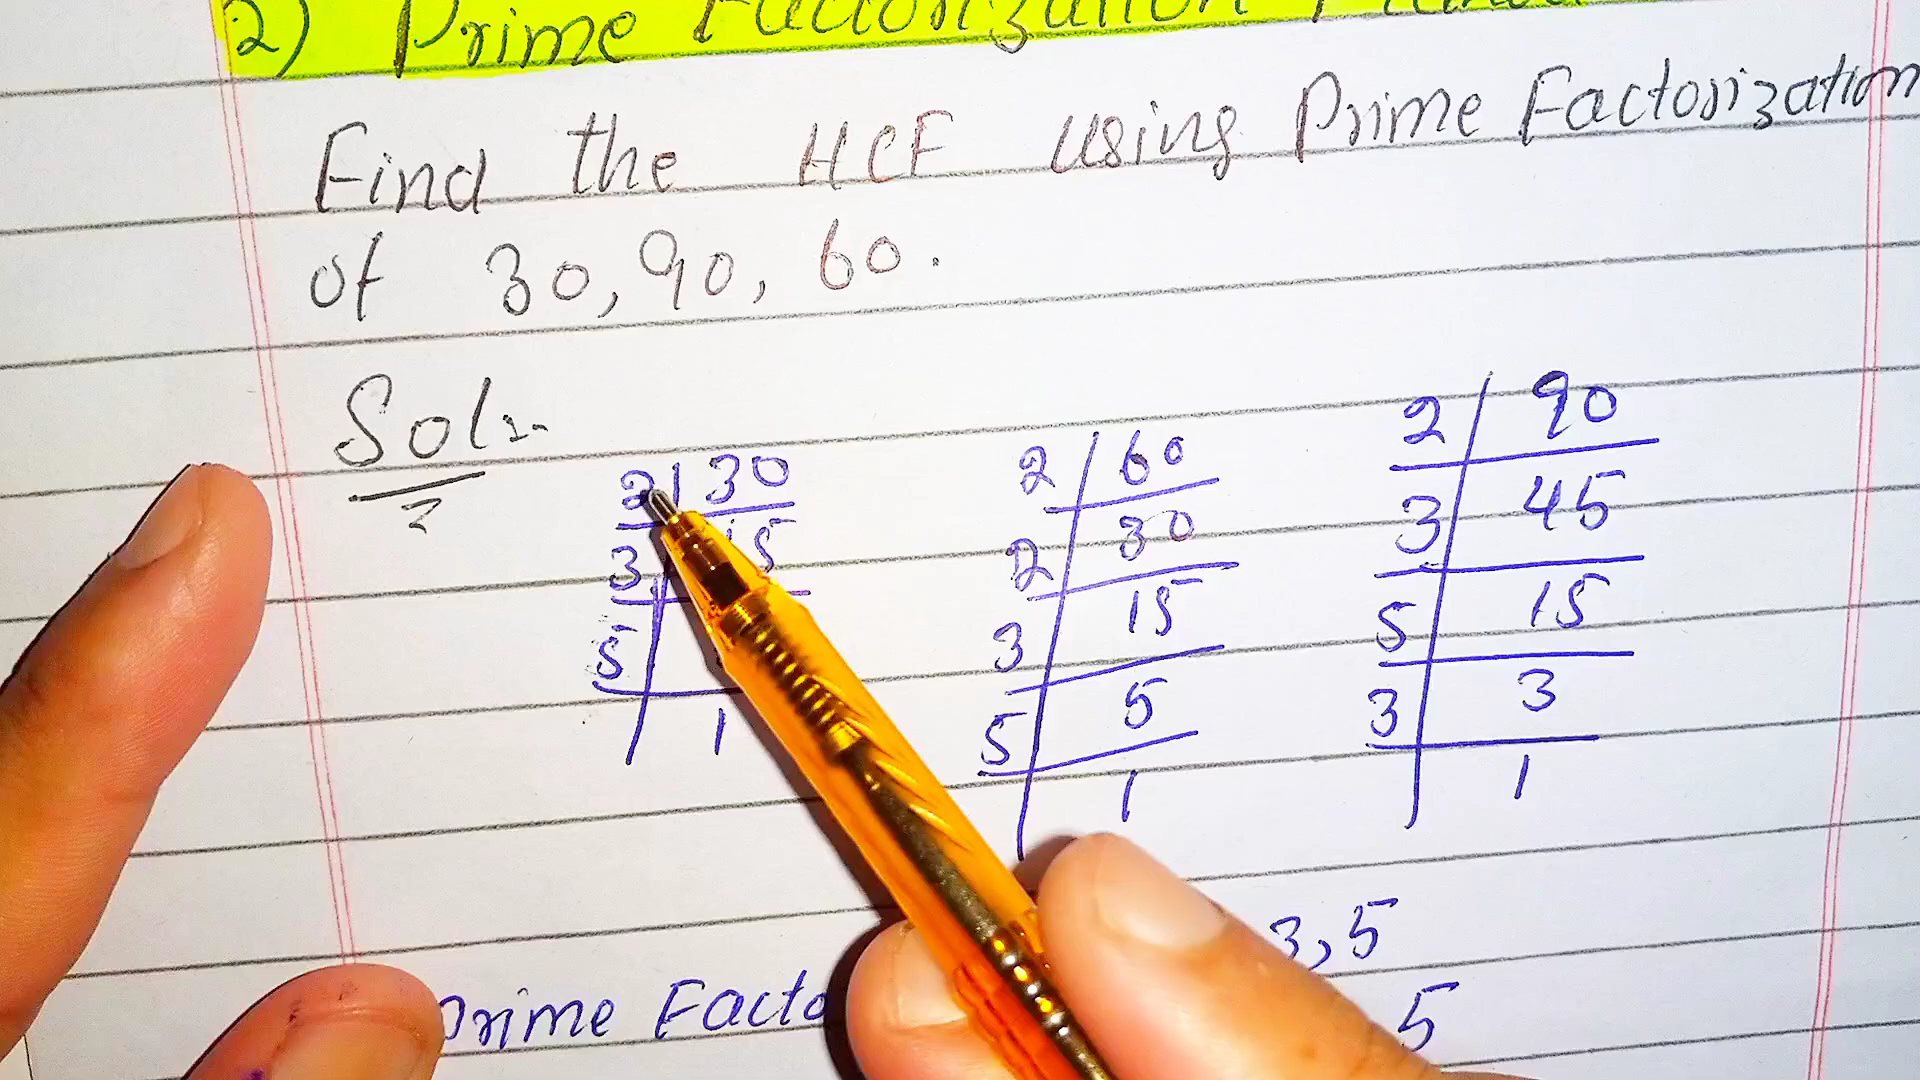 2) Prime Factorization
Find the HCF using Prime Factorization
of 30, 90, 60.
Sol:-
2 | 30
3 | 15
5 |
1
2 | 60
2 | 30
3 | 15
5 | 5
1
2 | 90
3 | 45
5 | 15
3 | 3
1
3, 5
Prime 5